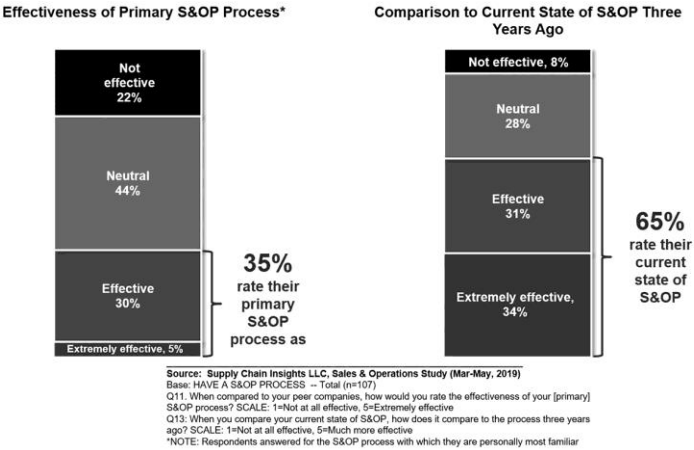 Effectiveness of Primary S&OP Process*
Comparison to Current State of S&OP Three
Years Ago
Not
effective
22%
Neutral
44%
Effective
30%
Extremely effective, 5%
35%
rate their
primary
S&OP
process as
Not effective, 8%
Neutral
28%
Effective
31%
Extremely effective,
34%
65%
rate their
current
state of
S&OP
Source: Supply Chain Insights LLC, Sales & Operations Study (Mar-May, 2019)
Base: HAVE A S&OP PROCESS -- Total (n=107)
Q11. When compared to your peer companies, how would you rate the effectiveness of your [primary]
S&OP process? SCALE: 1=Not at all effective, 5=Extremely effective
Q13: When you compare your current state of S&OP, how does it compare to the process three years
ago? SCALE: 1=Not at all effective, 5=Much more effective
*NOTE: Respondents answered for the S&OP process with which they are personally most familiar